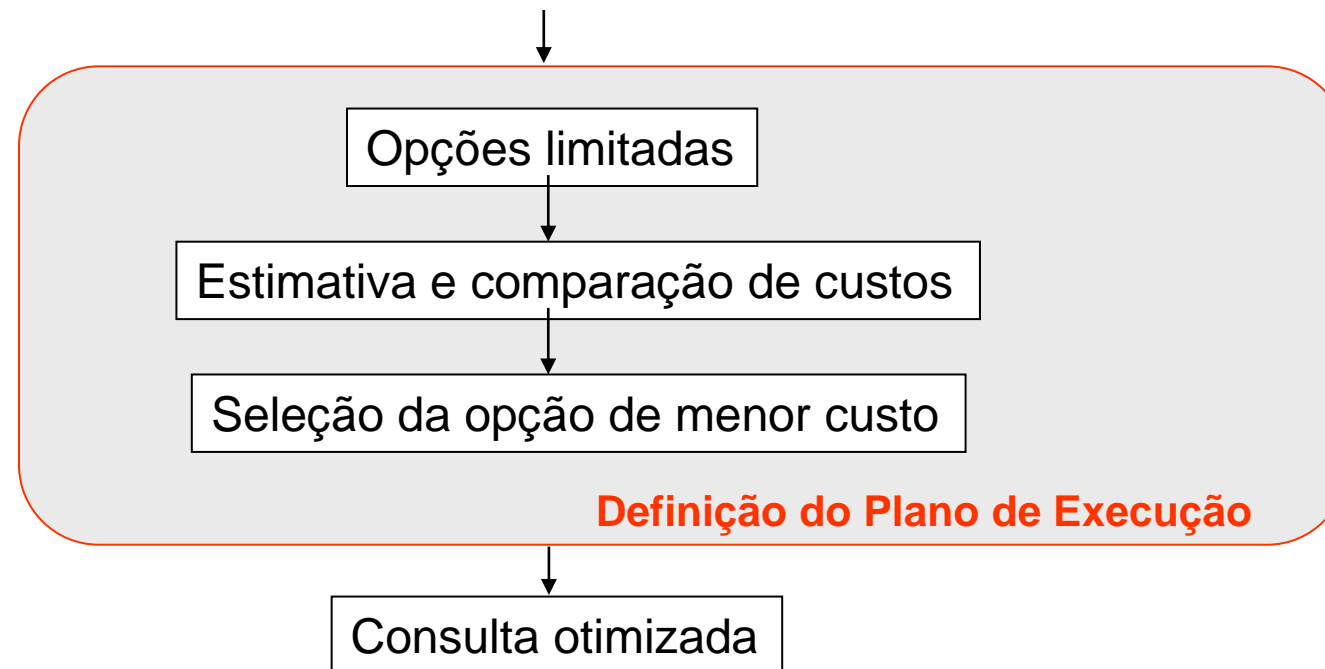 Opções limitadas
Estimativa e comparação de custos
Seleção da opção de menor custo
Definição do Plano de Execução
Consulta otimizada